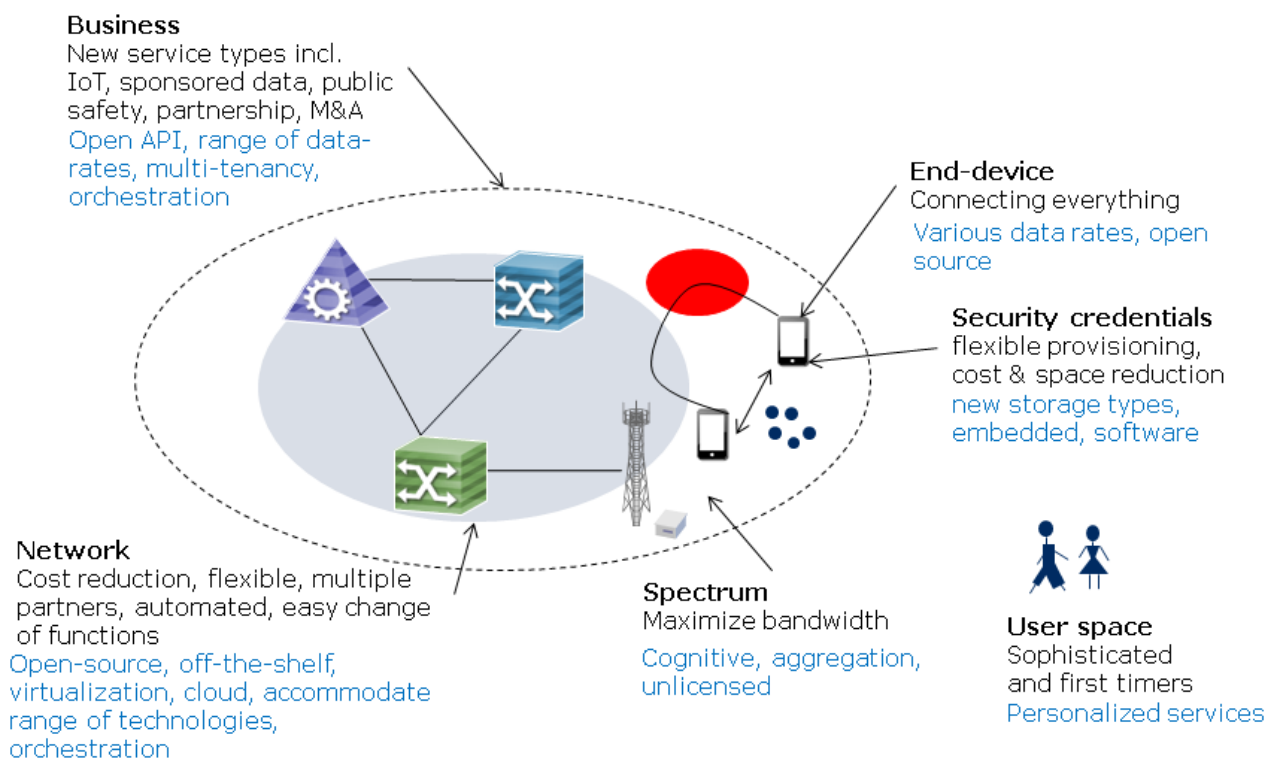 Business
New service types incl.
IoT, sponsored data, public
safety, partnership, M&A
Open API, range of data-
rates, multi-tenancy,
orchestration
End-device
Connecting everything
Various data rates, open
source
Security credentials
flexible provisioning,
cost & space reduction
new storage types,
embedded, software
Network
Cost reduction, flexible, multiple
partners, automated, easy change
of functions
Open-source, off-the-shelf,
virtualization, cloud, accommodate
range of technologies,
orchestration
Spectrum
Maximize bandwidth
Cognitive, aggregation,
unlicensed
User space
Sophisticated
and first timers
Personalized services